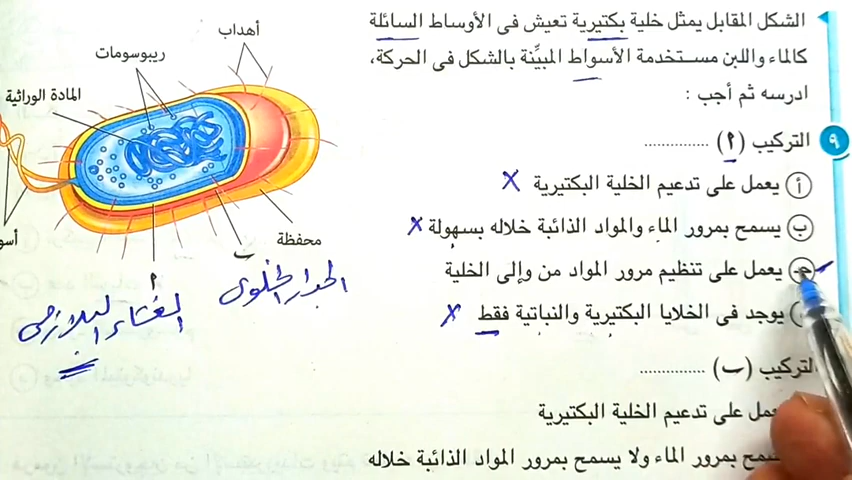 الشكل المقابل يمثل خلية بكتيرية تعيش فى الأوساط السائلة
كالماء واللبن مستخدمة الأسواط المبيِّنة بالشكل فى الحركة،
ادرسه ثم أجب :
أهداب
ريبوسومات
المادة الوراثية
محفظة
أ
ب
الجدار الخلوى
الغشاء البلازمى
٩
التركيب (أ) ..............
أ يعمل على تدعيم الخلية البكتيرية X
ب يسمح بمرور الماء والمواد الذائبة خلاله بسهولة X
جـ يعمل على تنظيم مرور المواد من وإلى الخلية
يوجد فى الخلايا البكتيرية والنباتية فقط X
التركيب (ب) ..............
على تدعيم الخلية البكتيرية
بمرور الماء ولا يسمح بمرور المواد الذائبة خلاله